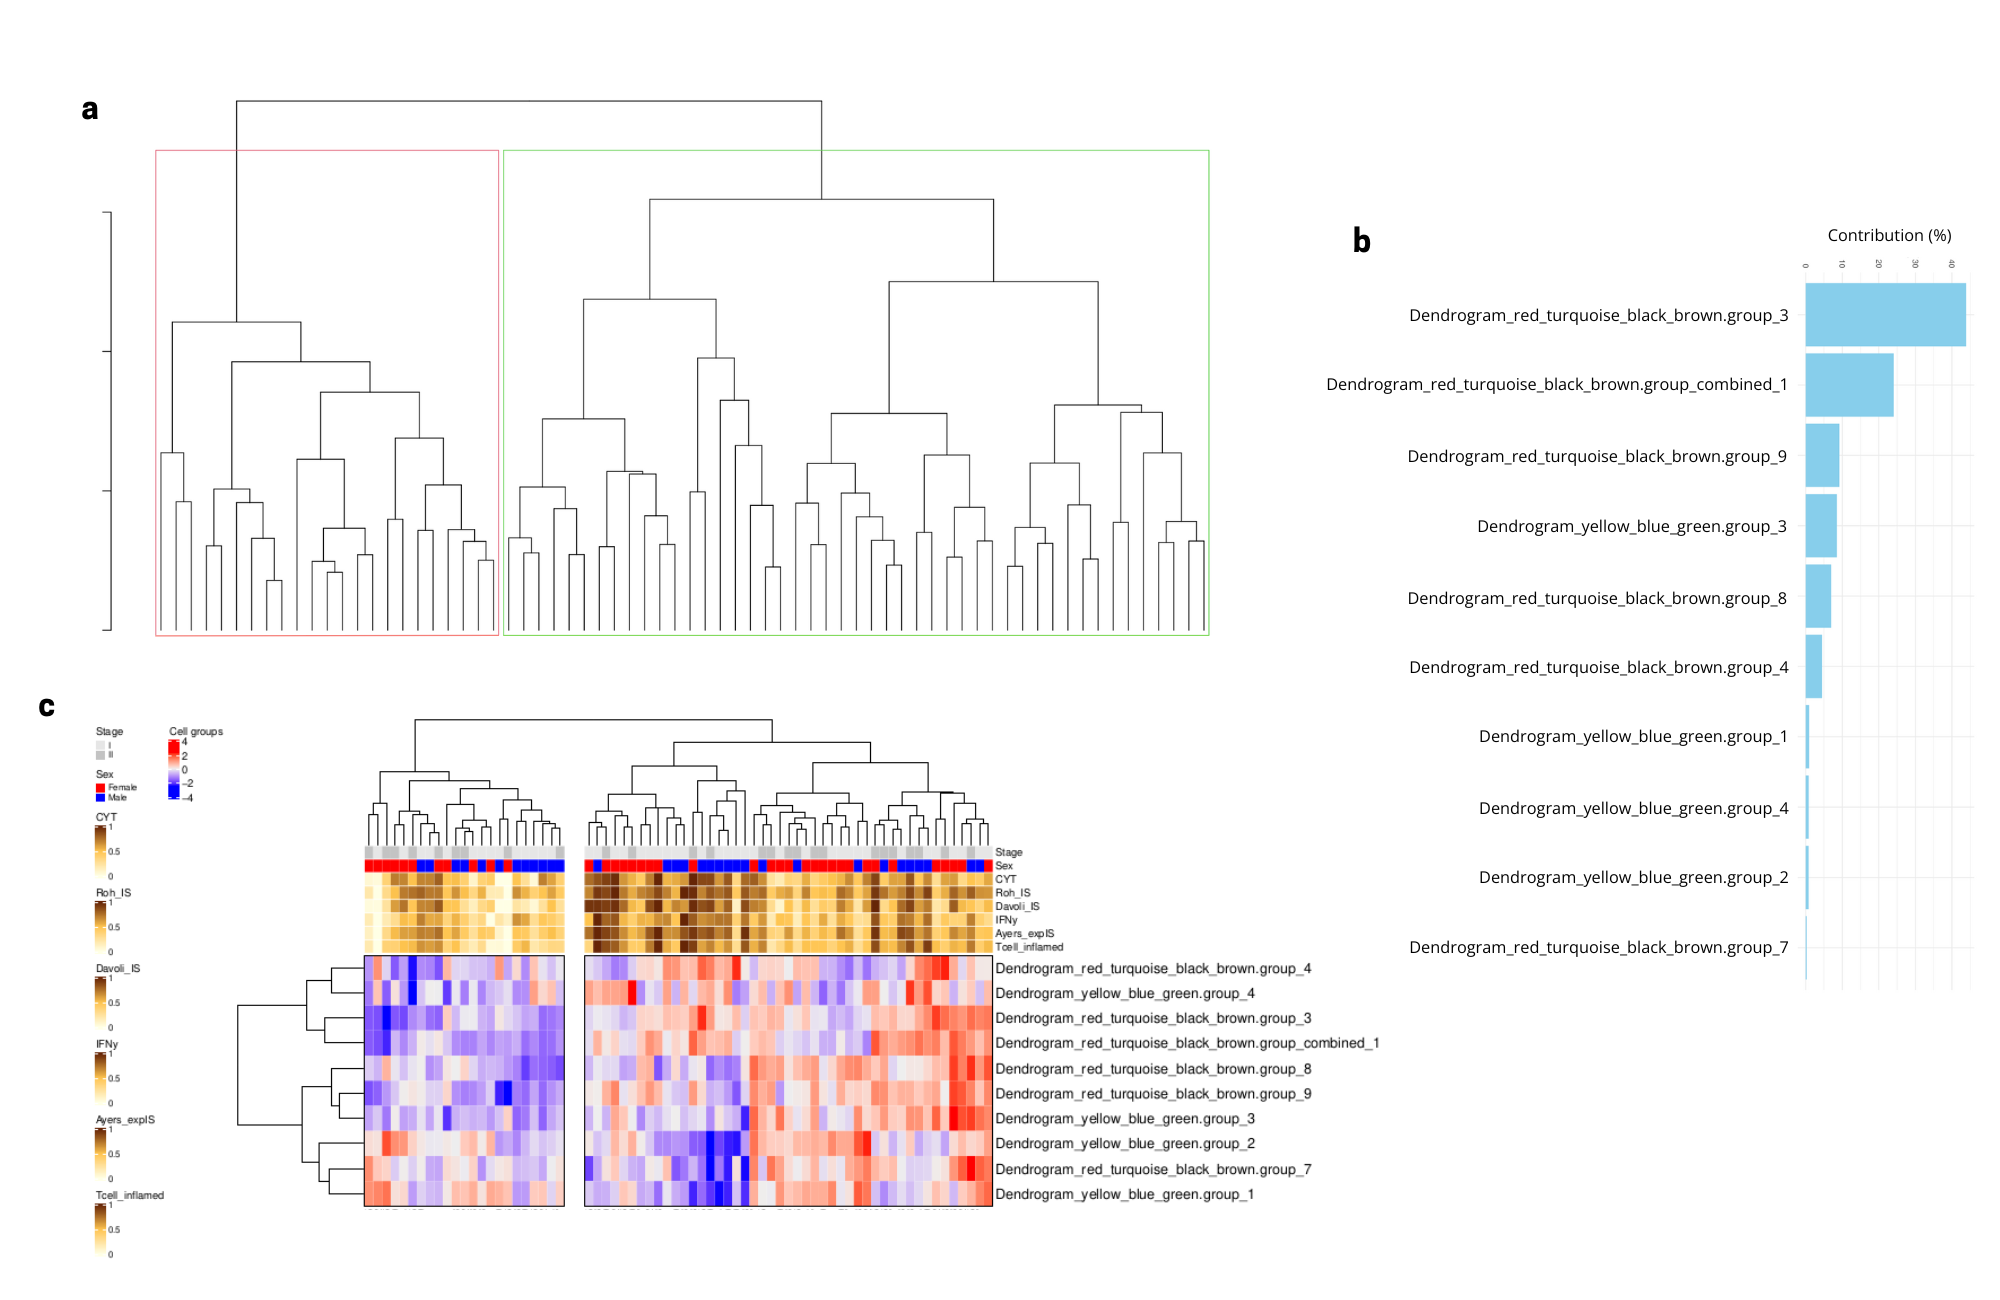 a
b
Contribution (%)
0 10 20 30 40
Dendrogram_red_turquoise_black_brown.group_3
Dendrogram_red_turquoise_black_brown.group_combined_1
Dendrogram_red_turquoise_black_brown.group_9
Dendrogram_yellow_blue_green.group_3
Dendrogram_red_turquoise_black_brown.group_8
Dendrogram_red_turquoise_black_brown.group_4
Dendrogram_yellow_blue_green.group_1
Dendrogram_yellow_blue_green.group_4
Dendrogram_yellow_blue_green.group_2
Dendrogram_red_turquoise_black_brown.group_7
c
Stage
I
II
Sex
Female
Male
Cell groups
4
2
0
−2
−4
CYT
1
0.5
0
Roh_IS
1
0.5
0
Davoli_IS
1
0.5
0
IFNy
1
0.5
0
Ayers_expIS
1
0.5
0
Tcell_inflamed
1
0.5
0
Stage
Sex
CYT
Roh_IS
Davoli_IS
IFNy
Ayers_expIS
Tcell_inflamed
Dendrogram_red_turquoise_black_brown.group_4
Dendrogram_yellow_blue_green.group_4
Dendrogram_red_turquoise_black_brown.group_3
Dendrogram_red_turquoise_black_brown.group_combined_1
Dendrogram_red_turquoise_black_brown.group_8
Dendrogram_red_turquoise_black_brown.group_9
Dendrogram_yellow_blue_green.group_3
Dendrogram_yellow_blue_green.group_2
Dendrogram_red_turquoise_black_brown.group_7
Dendrogram_yellow_blue_green.group_1